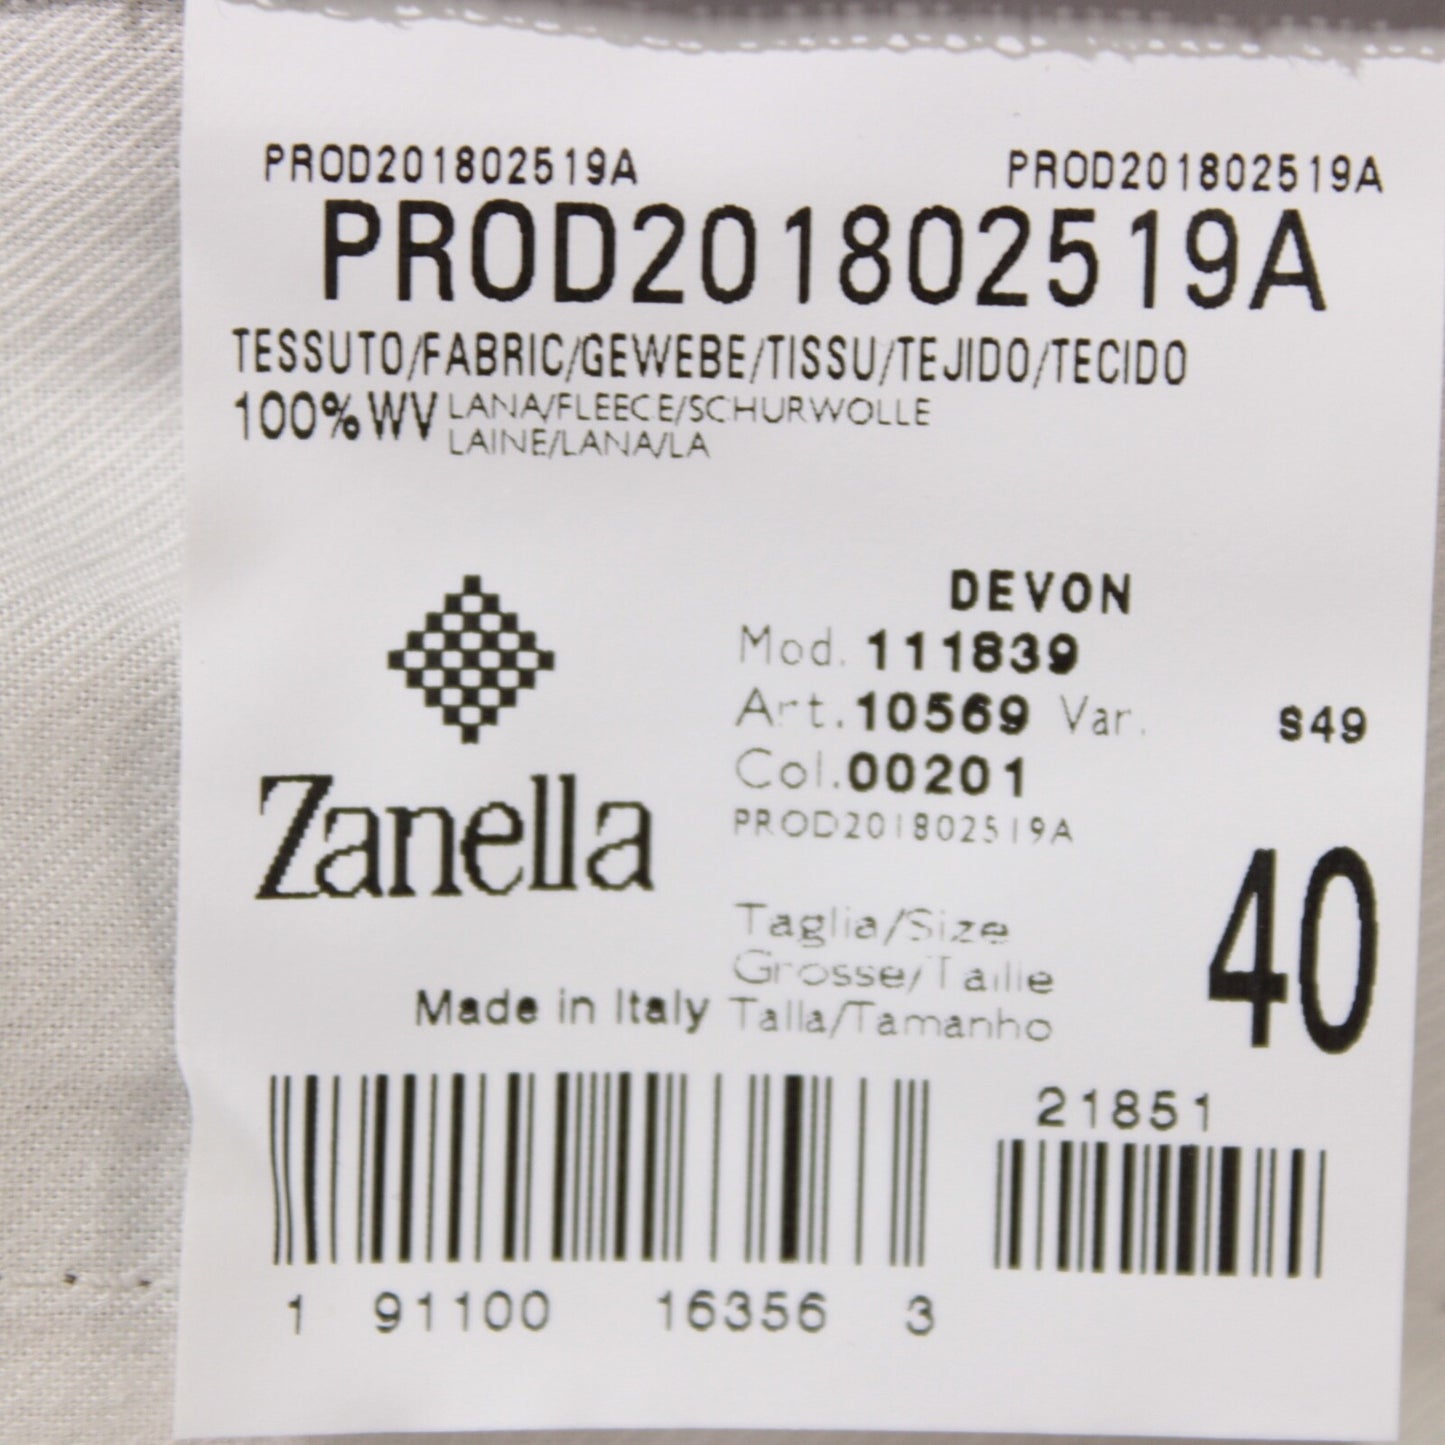 PROD201802519A PROD201802519A
PROD201802519A
TESSUTO/FABRIC/GEWEBE/TISSU/TEJIDO/TECIDO
100% WV LANA/FLEECE/SCHURWOLLE
LAINE/LANA/LA
DEVON
Mod. 111839
Art. 10569 Var. S49
Col. 00201
PROD201802519A
Zanella
Taglia/Size
Grosse/Taille
Talla/Tamanho
40
Made in Italy
21851
1 91100 16356 3